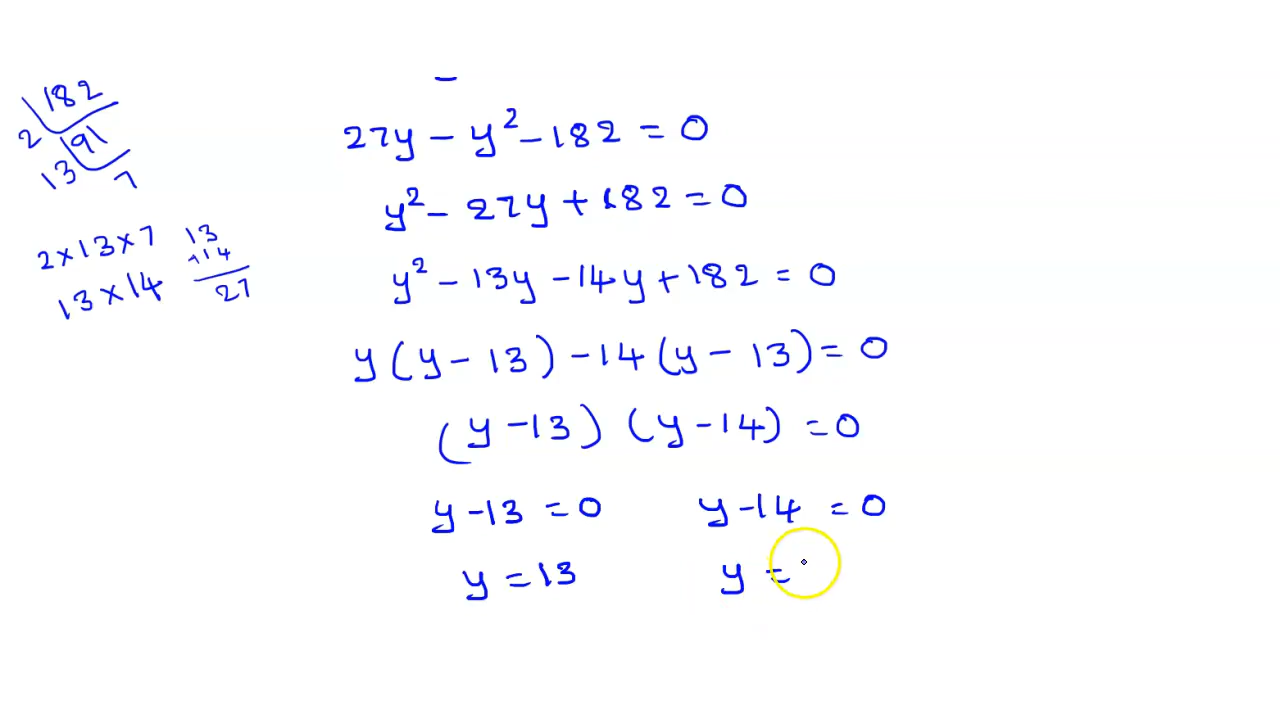 182
2 91
13 7
2×13×7
13×14
13
+14
27
27y - y² - 182 = 0
y² - 27y + 182 = 0
y² - 13y - 14y + 182 = 0
y(y - 13) - 14(y - 13) = 0
(y - 13) (y - 14) = 0
y - 13 = 0 y - 14 = 0
y = 13 y =